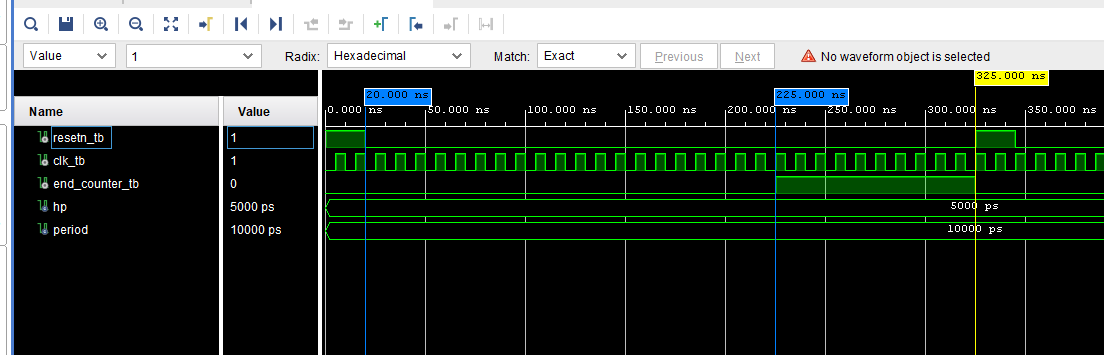 Value 1 Radix: Hexadecimal Match: Exact Previous Next No waveform object is selected
325.000 ns
20.000 ns 225.000 ns
Name Value 0.000 ns 50.000 ns 100.000 ns 150.000 ns 200.000 ns 300.000 ns 350.000 ns
resetn_tb 1
clk_tb 1
end_counter_tb 0
hp 5000 ps 5000 ps
period 10000 ps 10000 ps